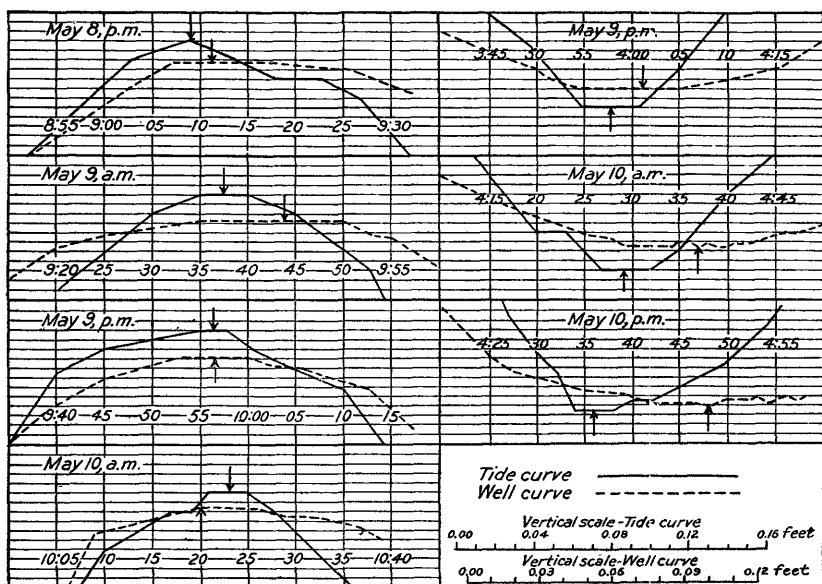 May 8, p.m.
8:55 9:00 05 10 15 20 25 9:30
May 9, a.m.
9:20 25 30 35 40 45 50 9:55
May 9, p.m.
9:40 45 50 55 10:00 05 10 15
May 10, a.m.
10:05 10 15 20 25 30 35 10:40
May 9, p.m.
3:45 50 55 4:00 05 10 4:15
May 10, a.m.
4:15 20 25 30 35 40 4:45
May 10, p.m.
4:25 30 35 40 45 50 4:55
Tide curve
Well curve
Vertical scale-Tide curve
0.00 0.04 0.08 0.12 0.16 feet
Vertical scale-Well curve
0.00 0.03 0.06 0.09 0.12 feet